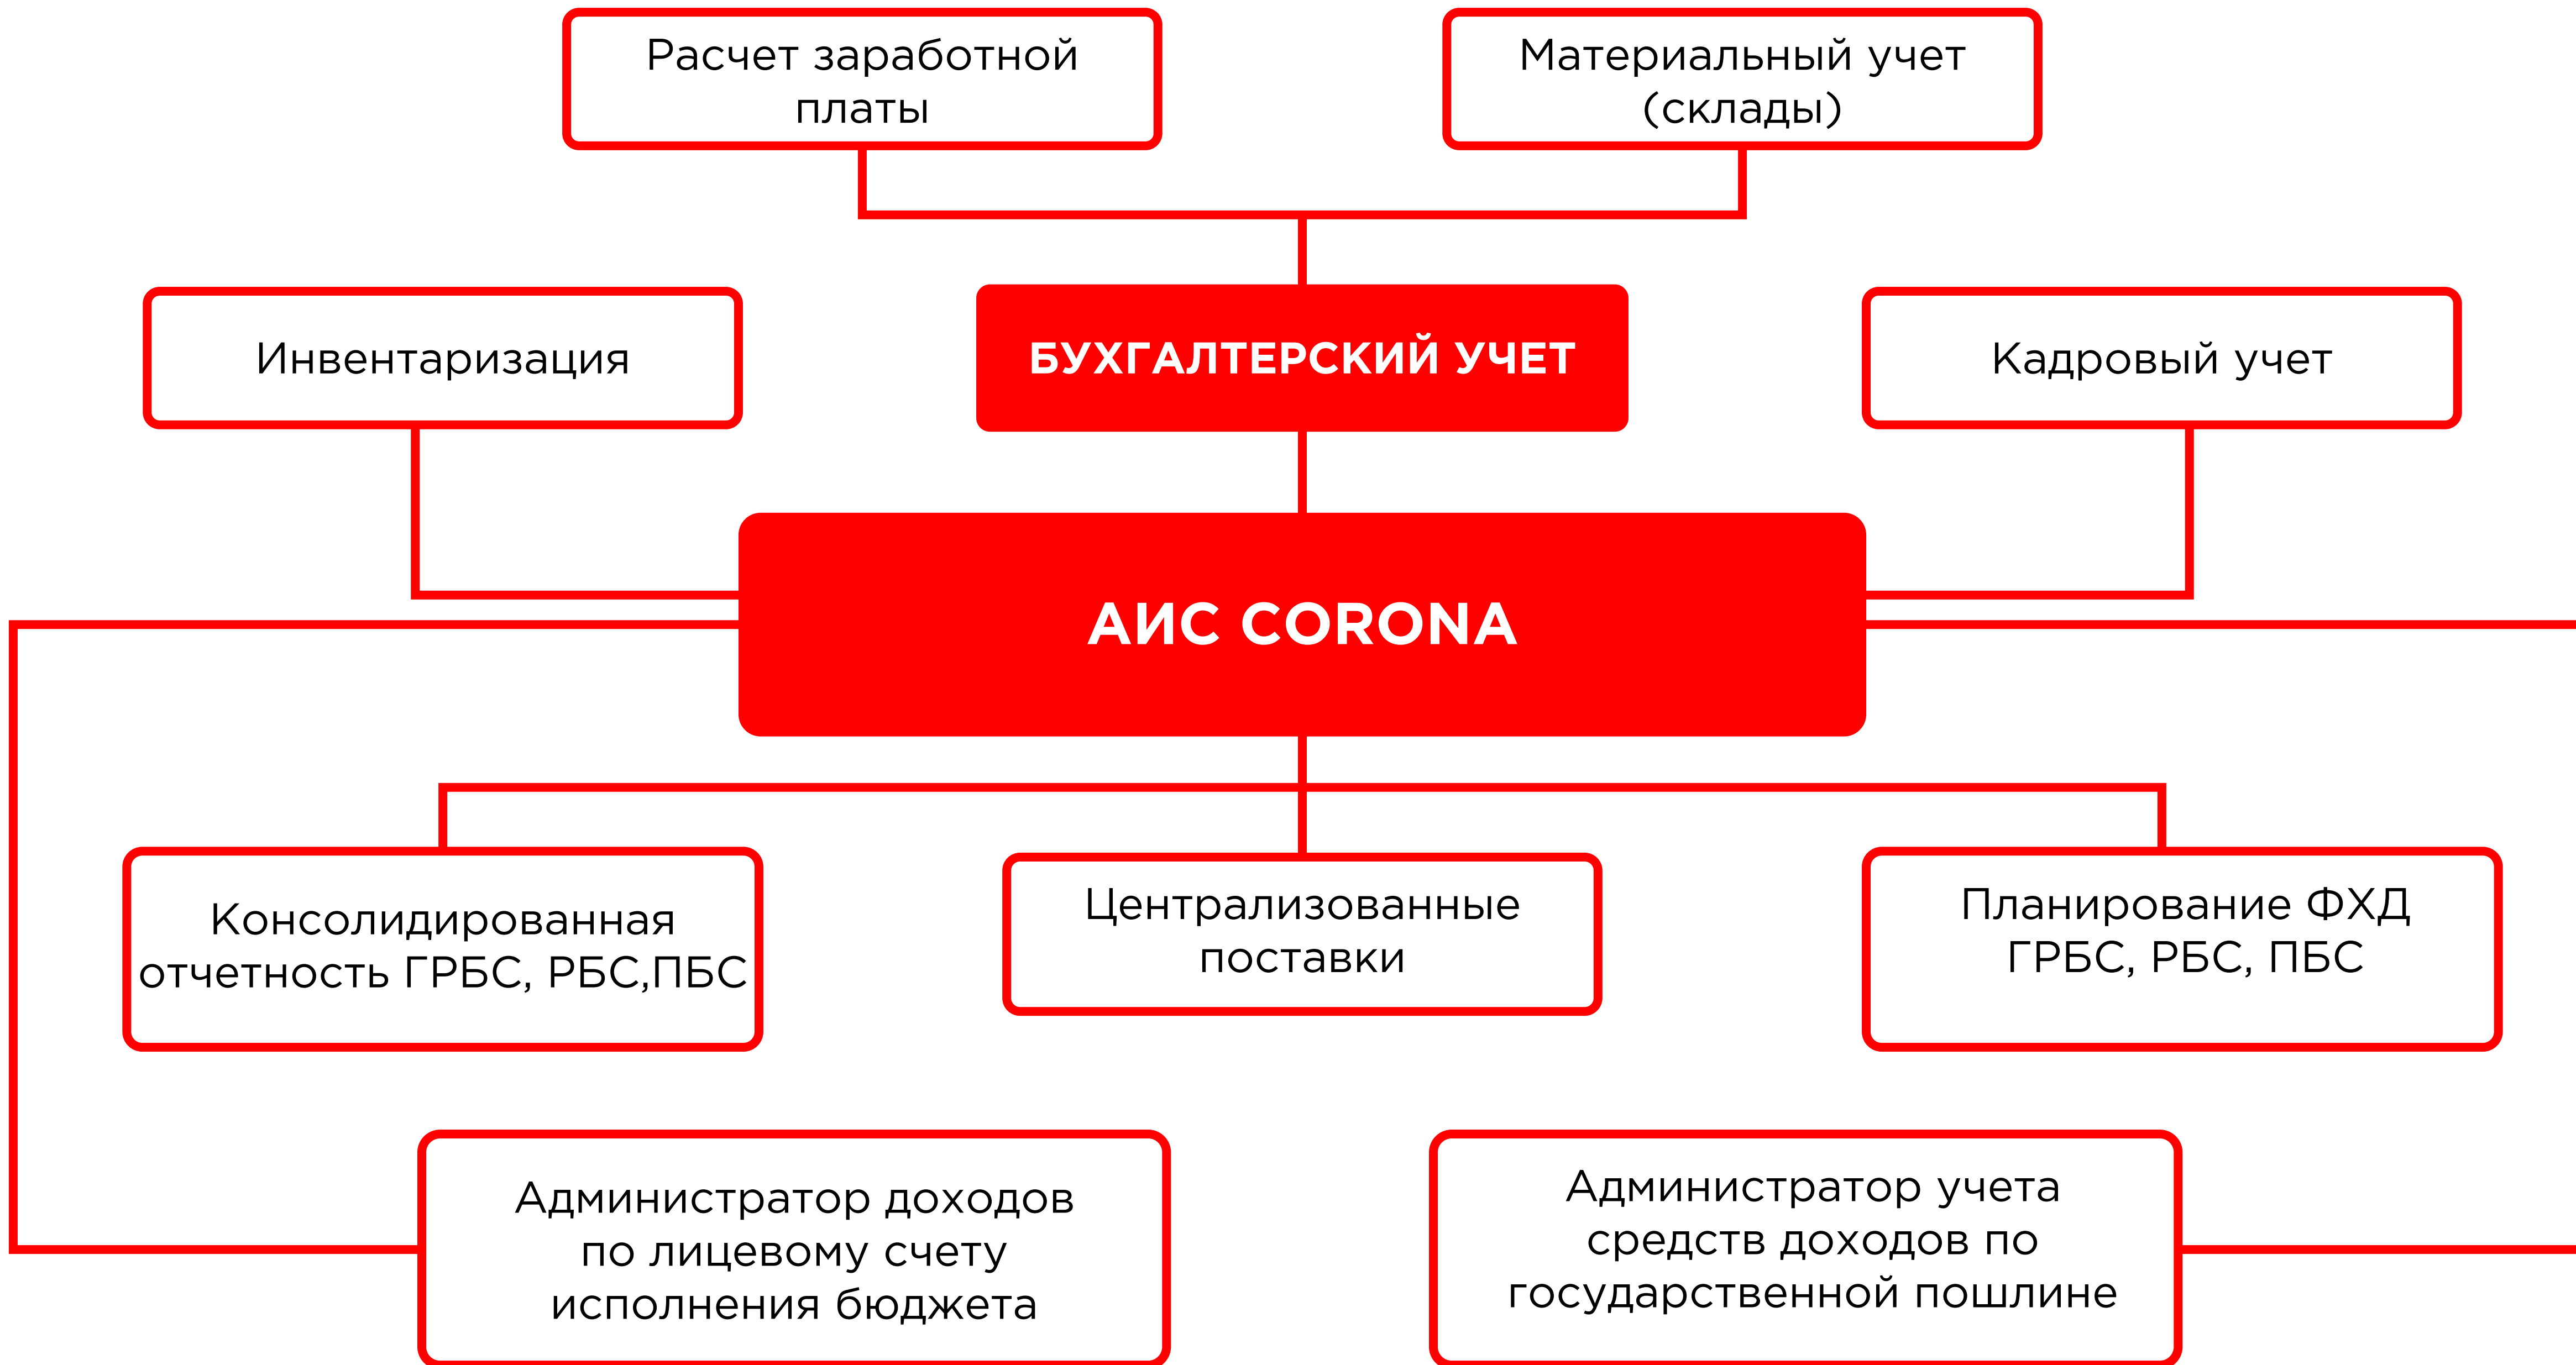 Расчет заработной
платы
Материальный учет
(склады)
Инвентаризация
БУХГАЛТЕРСКИЙ УЧЕТ
Кадровый учет
АИС CORONA
Консолидированная
отчетность ГРБС, РБС,ПБС
Централизованные
поставки
Планирование ФХД
ГРБС, РБС, ПБС
Администратор доходов
по лицевому счету
исполнения бюджета
Администратор учета
средств доходов по
государственной пошлине